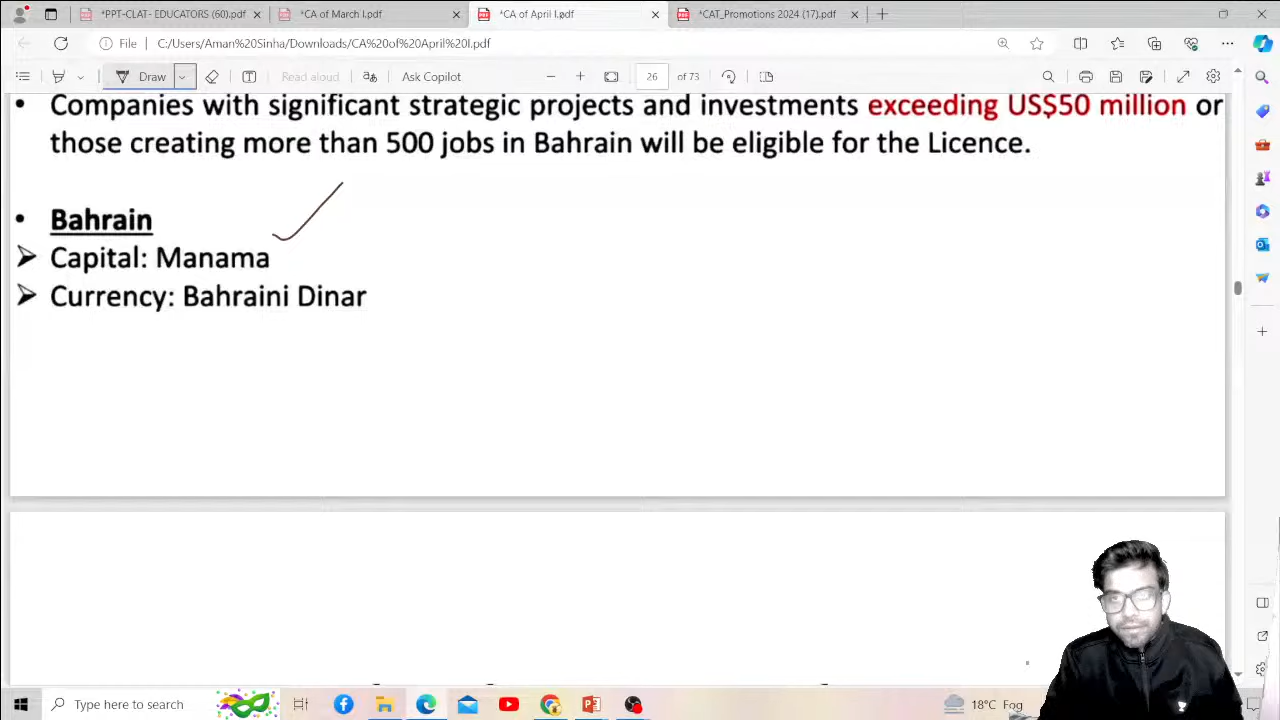 *PPT-CLAT- EDUCATORS (60).pdf
*CA of March I.pdf
*CA of April I.pdf
*CAT_Promotions 2024 (17).pdf
File
C:/Users/Aman%20Sinha/Downloads/CA%20of%20April%20I.pdf
Draw
Read aloud
Ask Copilot
26 of 73
• Companies with significant strategic projects and investments exceeding US$50 million or
those creating more than 500 jobs in Bahrain will be eligible for the Licence.
• Bahrain
➤ Capital: Manama
➤ Currency: Bahraini Dinar
Type here to search
18°C Fog